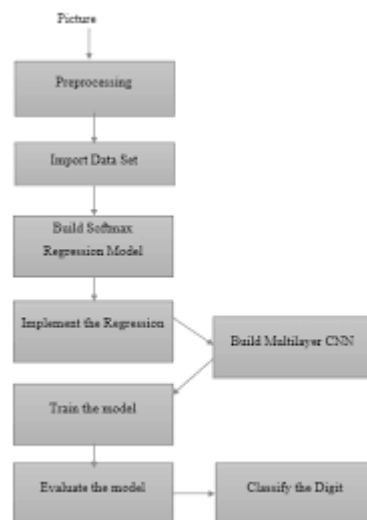 Picture
Preprocessing
Import Data Set
Build Softmax
Regression Model
Implement the Regression
Build Multilayer CNN
Train the model
Evaluate the model
Classify the Digit